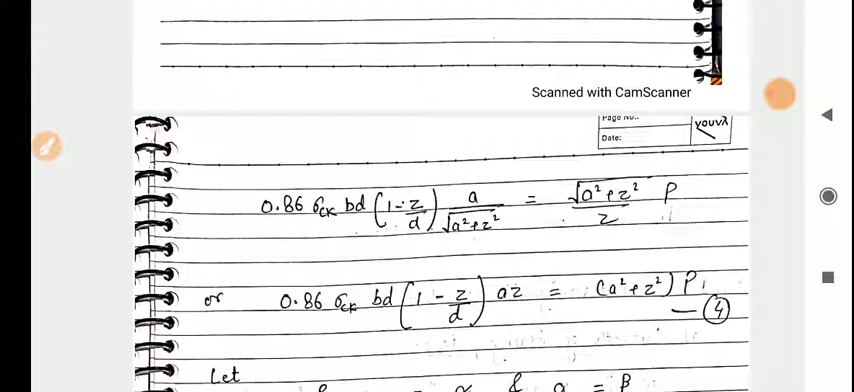 Scanned with CamScanner
Page No.:
Date:
YOUVA
0.86 σck bd (1 - z/d) a/√a²+z² = √a²+z²/z P
or 0.86 σck bd (1 - z/d) az = (a²+z²) P, — ④
Let
α & a = β